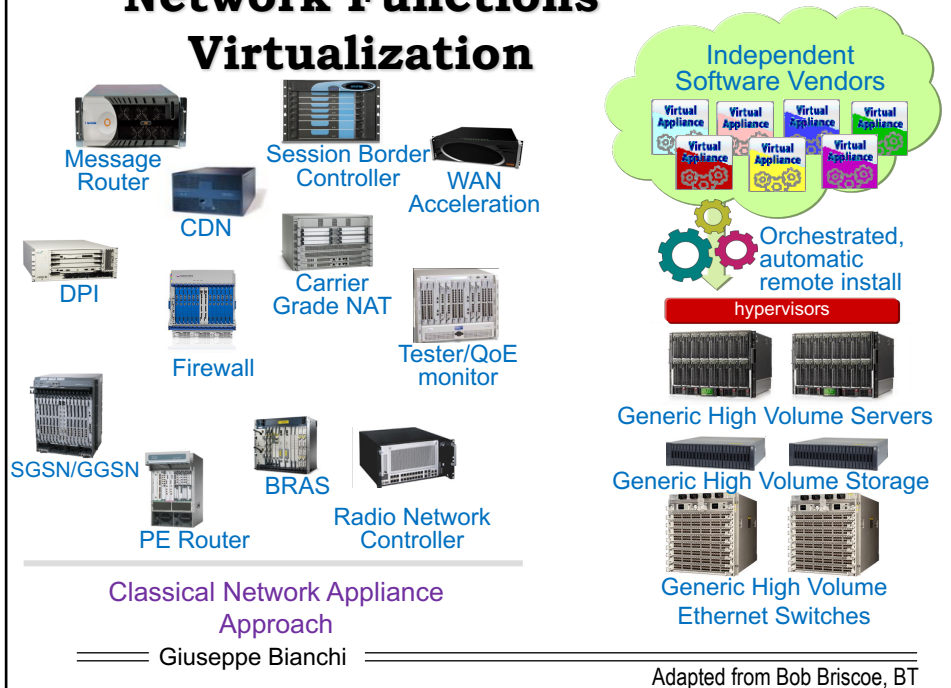 Network Functions
Virtualization
Message
Router
Session Border
Controller
WAN
Acceleration
CDN
DPI
Carrier
Grade NAT
Firewall
Tester/QoE
monitor
SGSN/GGSN
BRAS
PE Router
Radio Network
Controller
Classical Network Appliance
Approach
Independent
Software Vendors
Virtual
Appliance
Virtual
Appliance
Virtual
Appliance
Virtual
Appliance
Virtual
Appliance
Virtual
Appliance
Virtual
Appliance
Orchestrated,
automatic
remote install
hypervisors
Generic High Volume Servers
Generic High Volume Storage
Generic High Volume
Ethernet Switches
Giuseppe Bianchi
Adapted from Bob Briscoe, BT